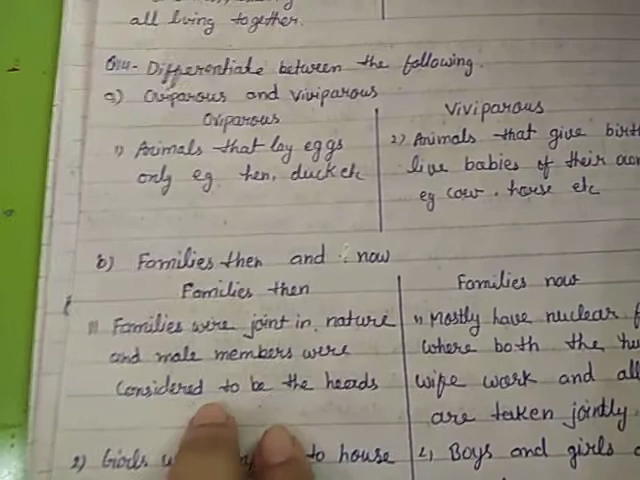 all living together.
Q14- Differentiate between the following.
a) Oviparous and viviparous
Oviparous
1) Animals that lay eggs
only eg hen, duck etc
Viviparous
2) Animals that give birth
live babies of their own
eg cow, horse etc
b) Families then and now
Families then
1) Families were joint in nature
and male members were
considered to be the heads
2) Girls to house
Families now
1) Mostly have nuclear
where both the
wife work and all
are taken jointly.
2) Boys and girls